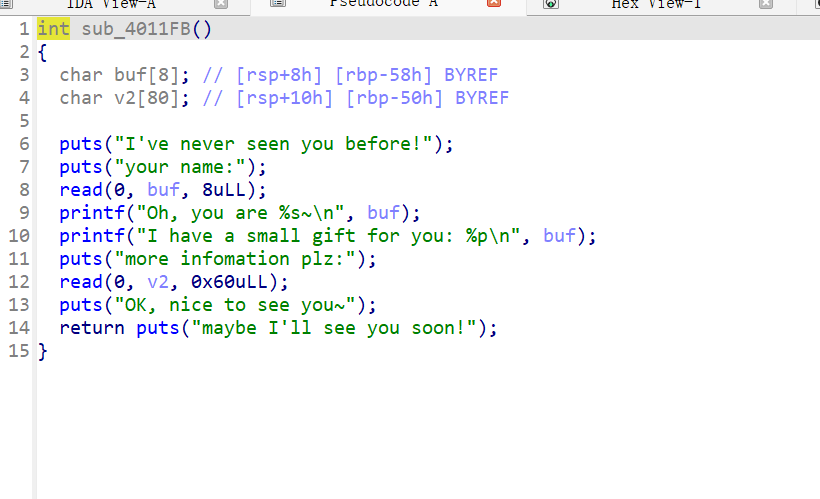 IDA View-A Pseudocode A Hex View-1
1 int sub_4011FB()
2 {
3 char buf[8]; // [rsp+8h] [rbp-58h] BYREF
4 char v2[80]; // [rsp+10h] [rbp-50h] BYREF
5
6 puts("I've never seen you before!");
7 puts("your name:");
8 read(0, buf, 8uLL);
9 printf("Oh, you are %s~\n", buf);
10 printf("I have a small gift for you: %p\n", buf);
11 puts("more infomation plz:");
12 read(0, v2, 0x60uLL);
13 puts("OK, nice to see you~");
14 return puts("maybe I'll see you soon!");
15 }